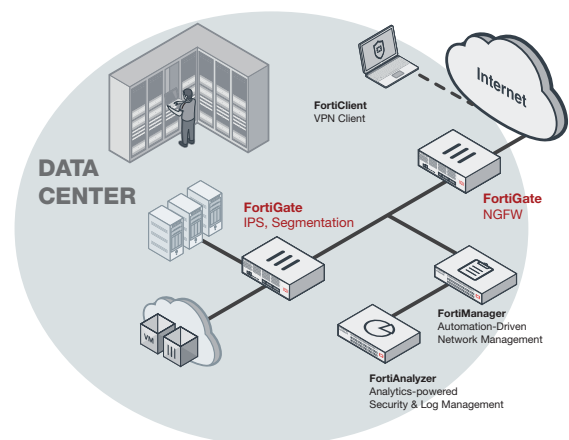 Internet
FortiClient
VPN Client
DATA
CENTER
FortiGate
IPS, Segmentation
FortiGate
NGFW
VM
FortiManager
Automation-Driven
Network Management
FortiAnalyzer
Analytics-powered
Security & Log Management